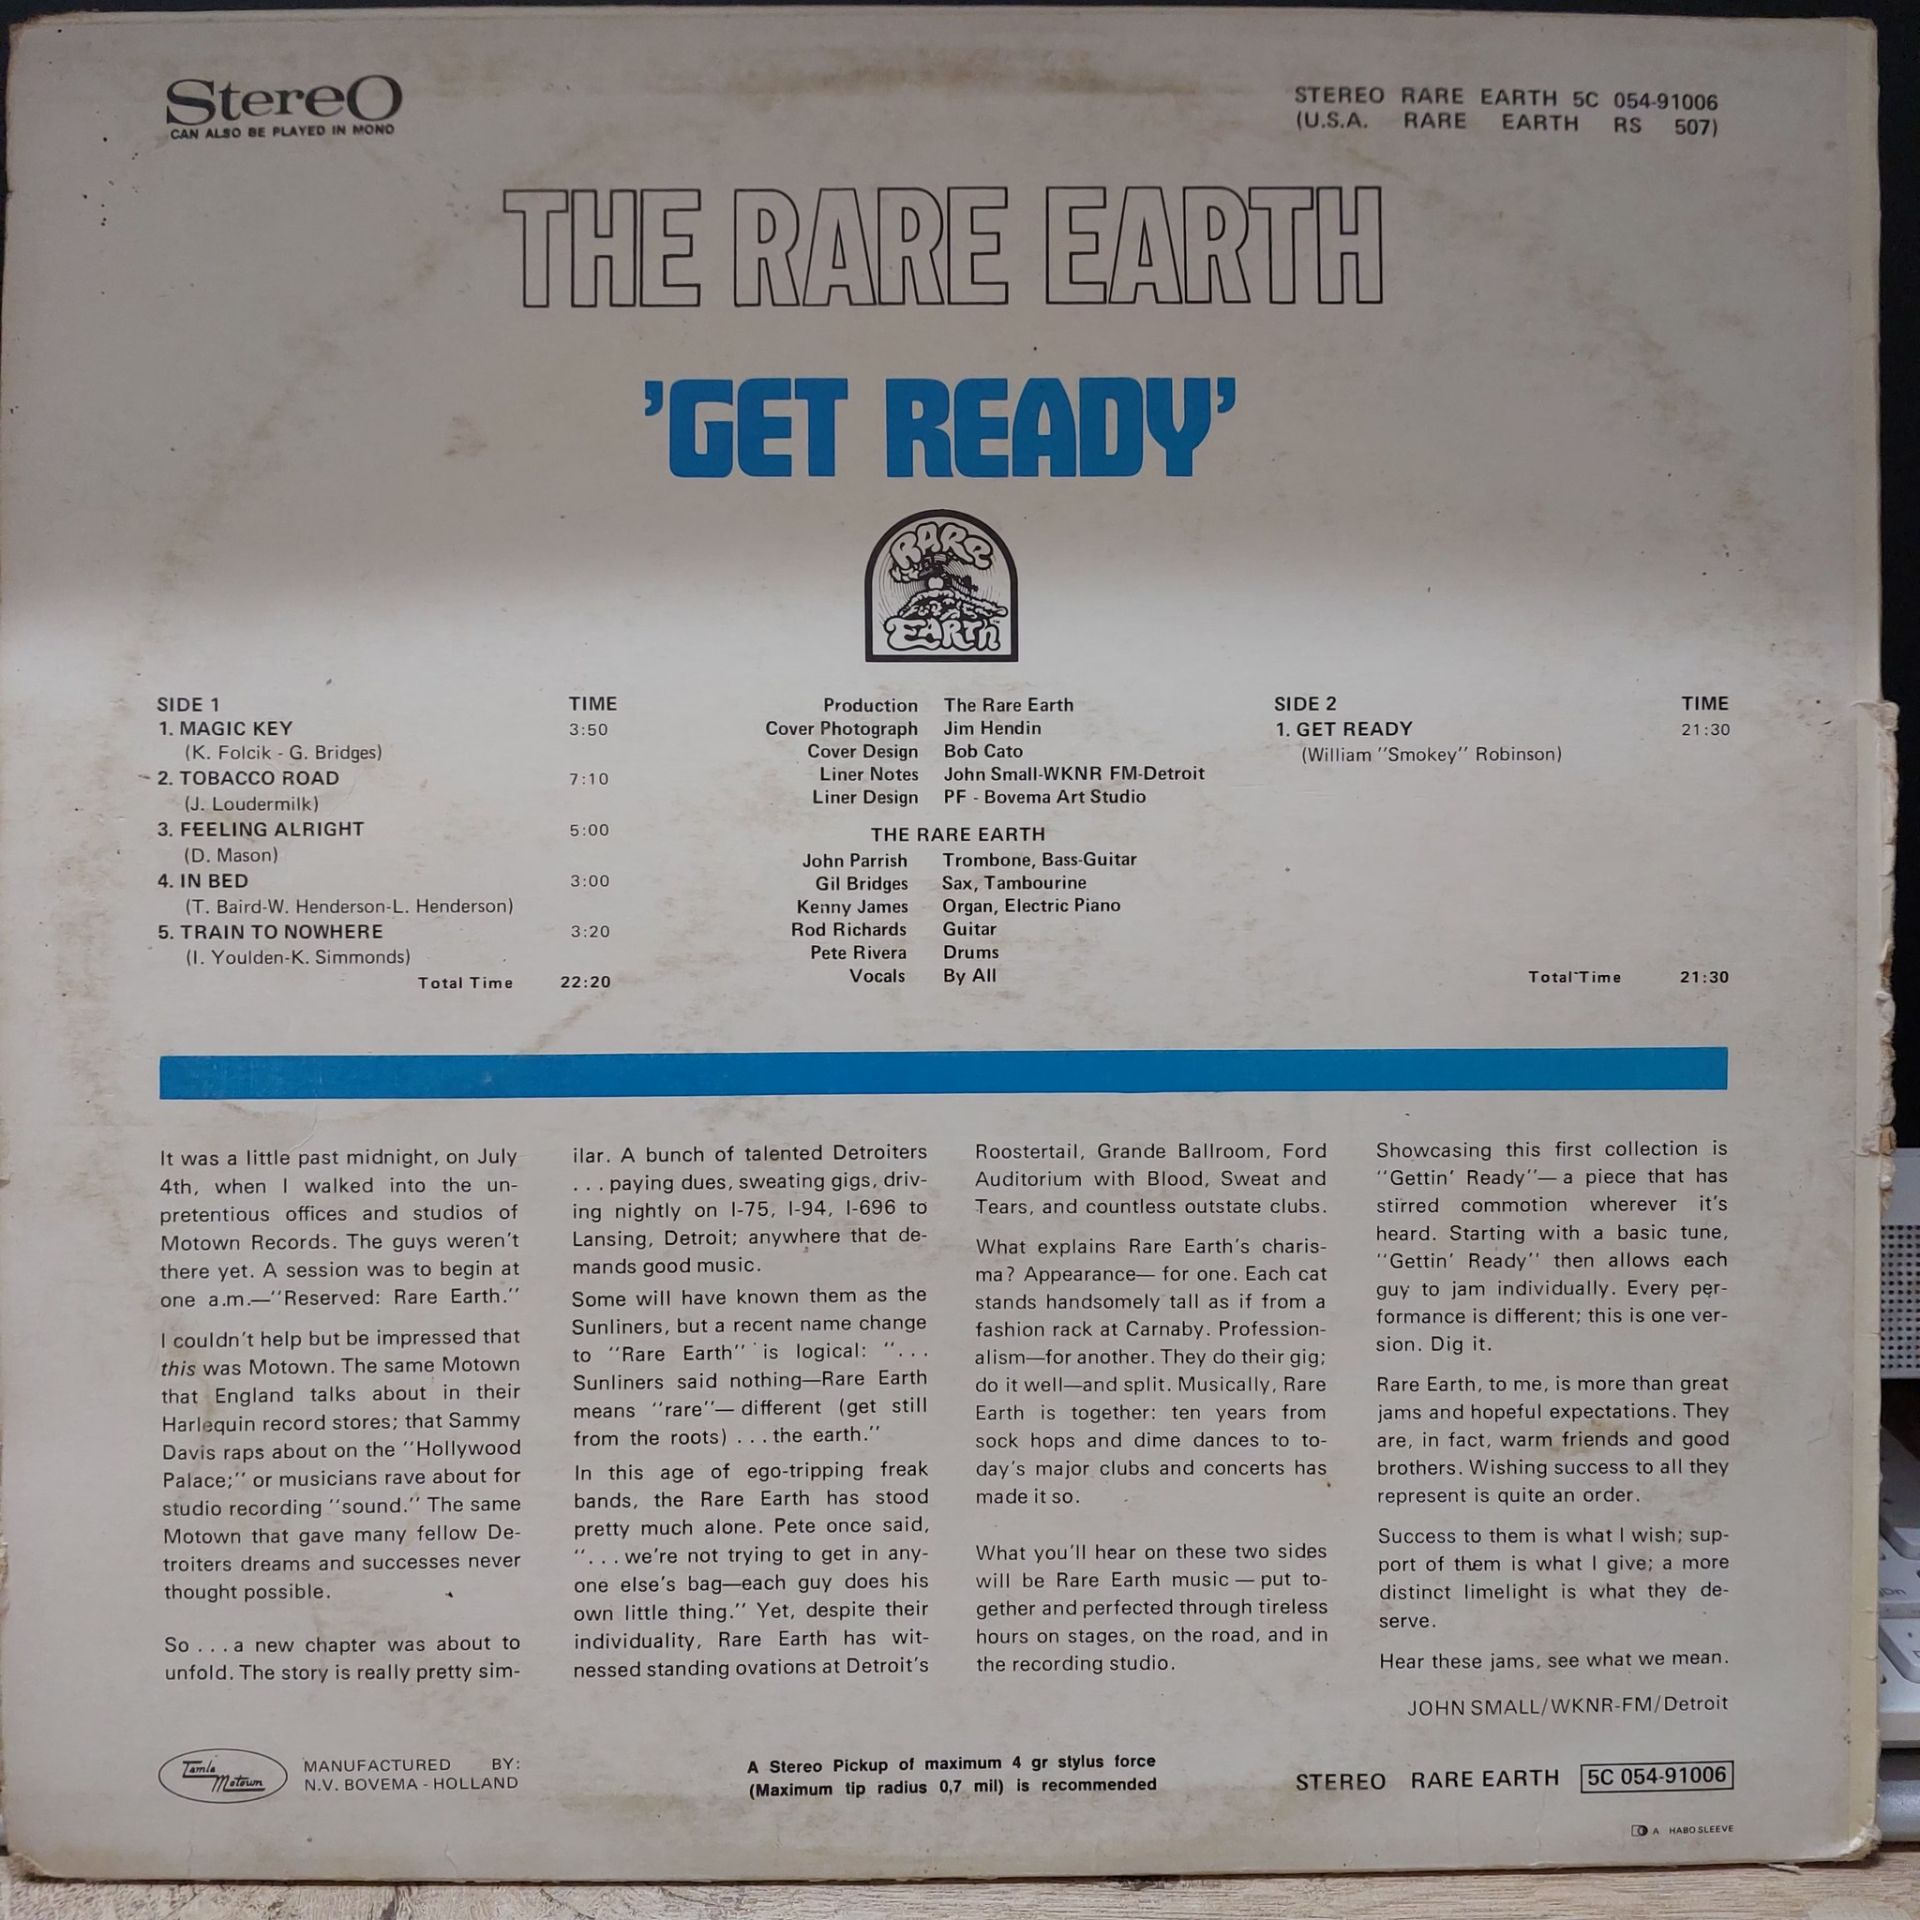 StereO
CAN ALSO BE PLAYED IN MONO
STEREO RARE EARTH 5C 054-91006
(U.S.A. RARE EARTH RS 507)
THE RARE EARTH
’GET READY’
RARE
EARTH
SIDE 1 TIME
1. MAGIC KEY 3:50
(K. Folcik - G. Bridges)
2. TOBACCO ROAD 7:10
(J. Loudermilk)
3. FEELING ALRIGHT 5:00
(D. Mason)
4. IN BED 3:00
(T. Baird-W. Henderson-L. Henderson)
5. TRAIN TO NOWHERE 3:20
(I. Youlden-K. Simmonds)
Total Time 22:20
Production The Rare Earth
Cover Photograph Jim Hendin
Cover Design Bob Cato
Liner Notes John Small-WKNR FM-Detroit
Liner Design PF - Bovema Art Studio
THE RARE EARTH
John Parrish Trombone, Bass-Guitar
Gil Bridges Sax, Tambourine
Kenny James Organ, Electric Piano
Rod Richards Guitar
Pete Rivera Drums
Vocals By All
SIDE 2 TIME
1. GET READY 21:30
(William ’’Smokey’’ Robinson)
Total Time 21:30
It was a little past midnight, on July
4th, when I walked into the un-
pretentious offices and studios of
Motown Records. The guys weren’t
there yet. A session was to begin at
one a.m.—‘‘Reserved: Rare Earth.’’
I couldn’t help but be impressed that
this was Motown. The same Motown
that England talks about in their
Harlequin record stores; that Sammy
Davis raps about on the ‘‘Hollywood
Palace;’’ or musicians rave about for
studio recording ‘‘sound.’’ The same
Motown that gave many fellow De-
troiters dreams and successes never
thought possible.
So . . . a new chapter was about to
unfold. The story is really pretty sim-
ilar. A bunch of talented Detroiters
. . . paying dues, sweating gigs, driv-
ing nightly on I-75, I-94, I-696 to
Lansing, Detroit; anywhere that de-
mands good music.
Some will have known them as the
Sunliners, but a recent name change
to ‘‘Rare Earth’’ is logical: ‘‘. . .
Sunliners said nothing—Rare Earth
means ‘‘rare’’— different (get still
from the roots) . . . the earth.’’
In this age of ego-tripping freak
bands, the Rare Earth has stood
pretty much alone. Pete once said,
‘‘. . . we’re not trying to get in any-
one else’s bag—each guy does his
own little thing.’’ Yet, despite their
individuality, Rare Earth has wit-
nessed standing ovations at Detroit’s
Roostertail, Grande Ballroom, Ford
Auditorium with Blood, Sweat and
Tears, and countless outstate clubs.
What explains Rare Earth’s charis-
ma? Appearance— for one. Each cat
stands handsomely tall as if from a
fashion rack at Carnaby. Profession-
alism—for another. They do their gig;
do it well—and split. Musically, Rare
Earth is together: ten years from
sock hops and dime dances to to-
day’s major clubs and concerts has
made it so.
What you’ll hear on these two sides
will be Rare Earth music — put to-
gether and perfected through tireless
hours on stages, on the road, and in
the recording studio.
Showcasing this first collection is
‘‘Gettin’ Ready’’— a piece that has
stirred commotion wherever it’s
heard. Starting with a basic tune,
‘‘Gettin’ Ready’’ then allows each
guy to jam individually. Every per-
formance is different; this is one ver-
sion. Dig it.
Rare Earth, to me, is more than great
jams and hopeful expectations. They
are, in fact, warm friends and good
brothers. Wishing success to all they
represent is quite an order.
Success to them is what I wish; sup-
port of them is what I give; a more
distinct limelight is what they de-
serve.
Hear these jams, see what we mean.
JOHN SMALL/WKNR-FM/Detroit
Tamla
Motown
MANUFACTURED BY:
N.V. BOVEMA - HOLLAND
A Stereo Pickup of maximum 4 gr stylus force
(Maximum tip radius 0,7 mil) is recommended
STEREO RARE EARTH 5C 054-91006
A HABO SLEEVE